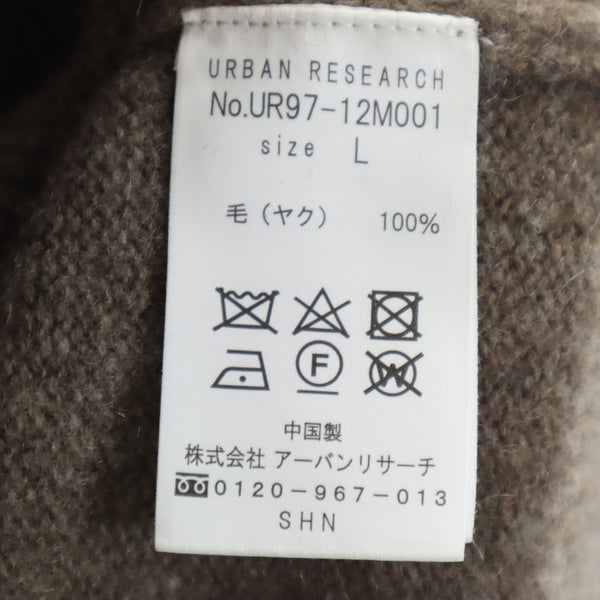 URBAN RESEARCH
No.UR97-12M001
size L
毛（ヤク） 100%
F W
中国製
株式会社 アーバンリサーチ
0120-967-013
SHN